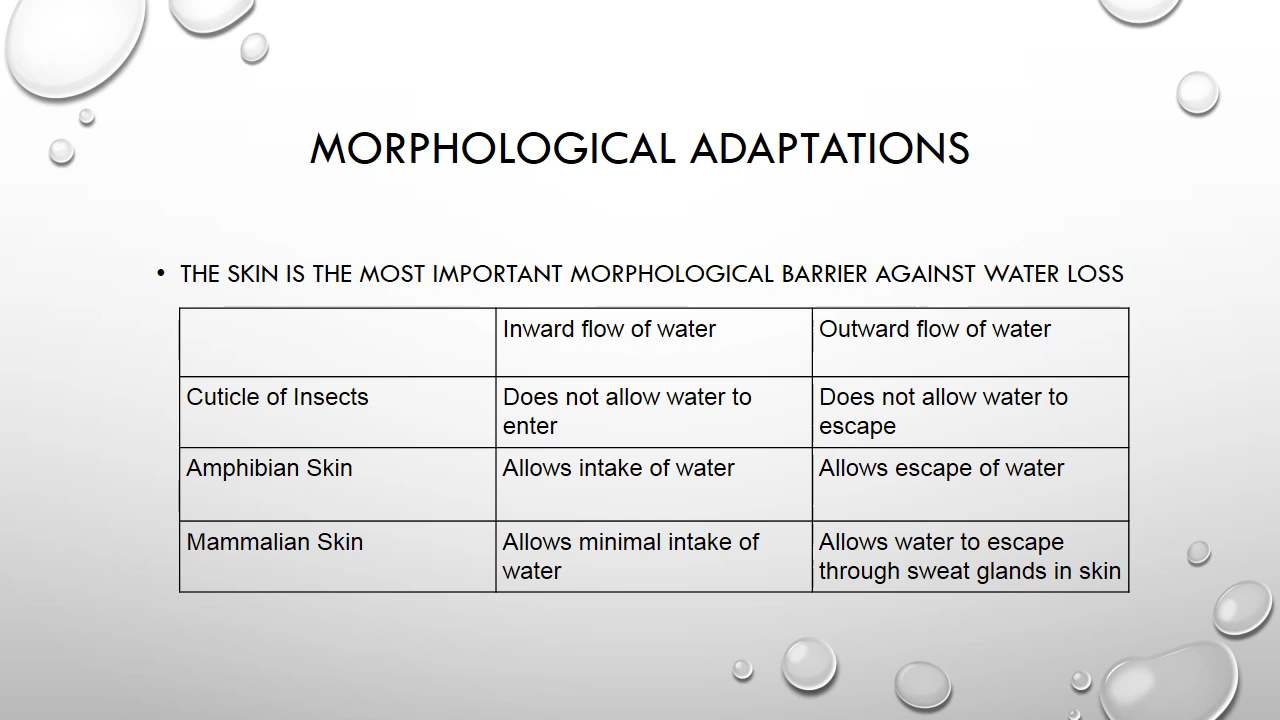 MORPHOLOGICAL ADAPTATIONS
• THE SKIN IS THE MOST IMPORTANT MORPHOLOGICAL BARRIER AGAINST WATER LOSS
Inward flow of water
Outward flow of water
Cuticle of Insects
Does not allow water to
enter
Does not allow water to
escape
Amphibian Skin
Allows intake of water
Allows escape of water
Mammalian Skin
Allows minimal intake of
water
Allows water to escape
through sweat glands in skin